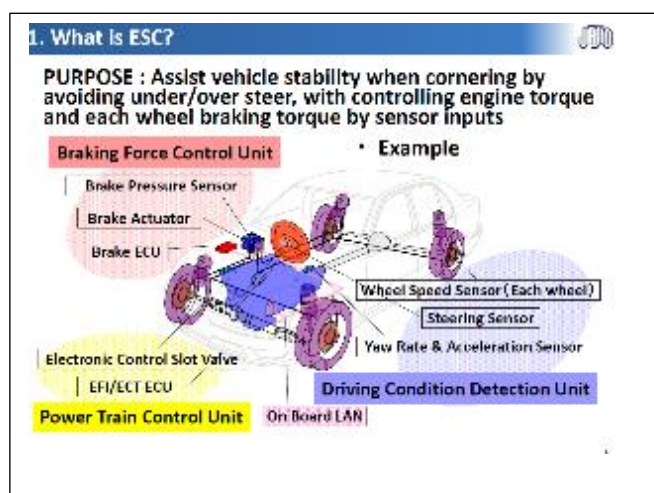 1. What is ESC?
PURPOSE : Assist vehicle stability when cornering by
avoiding under/over steer, with controlling engine torque
and each wheel braking torque by sensor inputs
Braking Force Control Unit
• Example
Brake Pressure Sensor
Brake Actuator
Brake ECU
Wheel Speed Sensor (Each wheel)
Steering Sensor
Yaw Rate & Acceleration Sensor
Electronic Control Slot Valve
EFI/ECT ECU
Driving Condition Detection Unit
Power Train Control Unit
On Board LAN